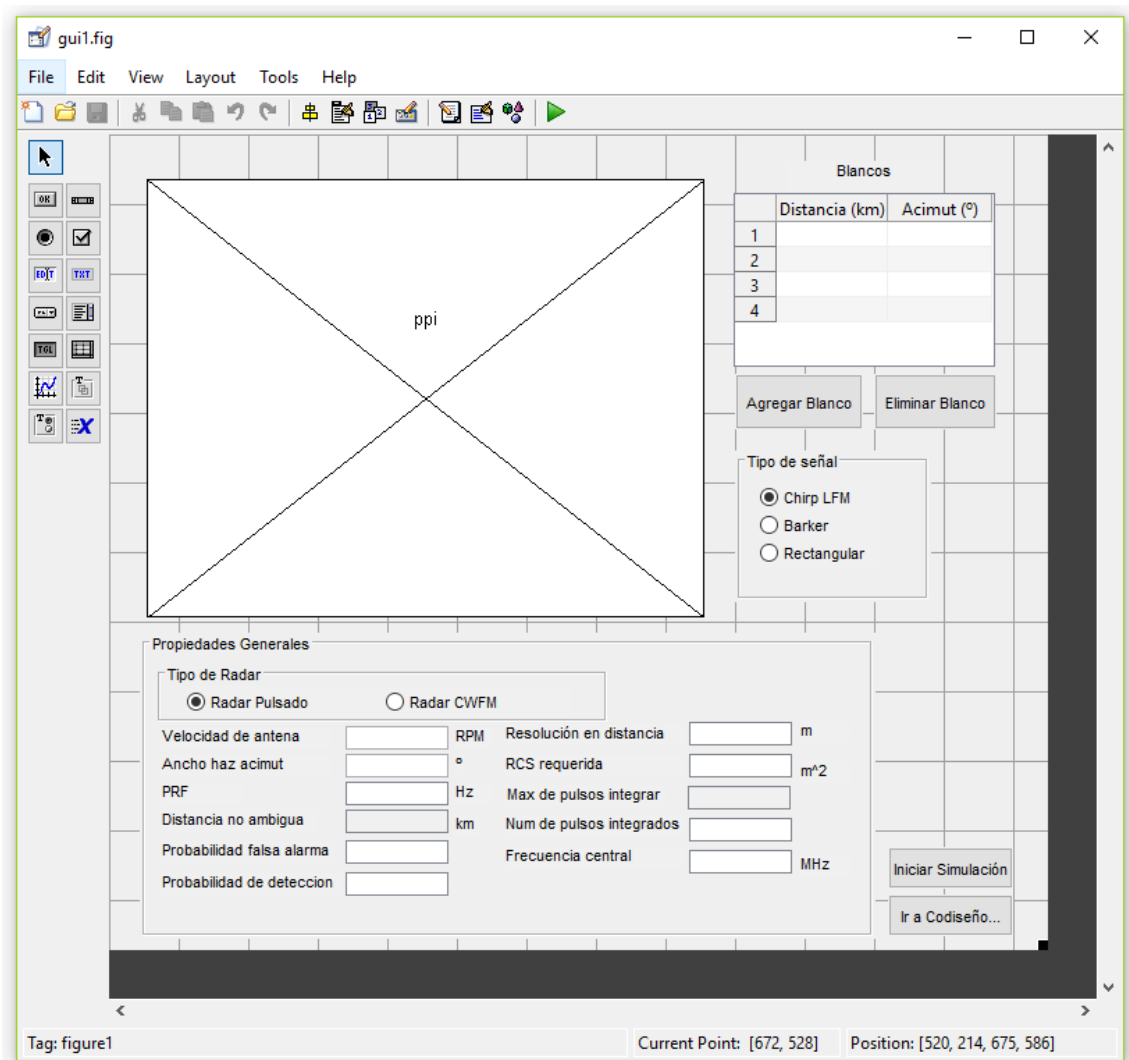 gui1.fig
File Edit View Layout Tools Help
OK
EDIT TXT
TGL
ppi
Blancos
Distancia (km) Acimut (º)
1
2
3
4
Agregar Blanco Eliminar Blanco
Tipo de señal
Chirp LFM
Barker
Rectangular
Propiedades Generales
Tipo de Radar
Radar Pulsado Radar CWFM
Velocidad de antena RPM Resolución en distancia m
Ancho haz acimut º RCS requerida m^2
PRF Hz Max de pulsos integrar
Distancia no ambigua km Num de pulsos integrados
Probabilidad falsa alarma Frecuencia central MHz
Probabilidad de deteccion
Iniciar Simulación
Ir a Codiseño...
Tag: figure1 Current Point: [672, 528] Position: [520, 214, 675, 586]